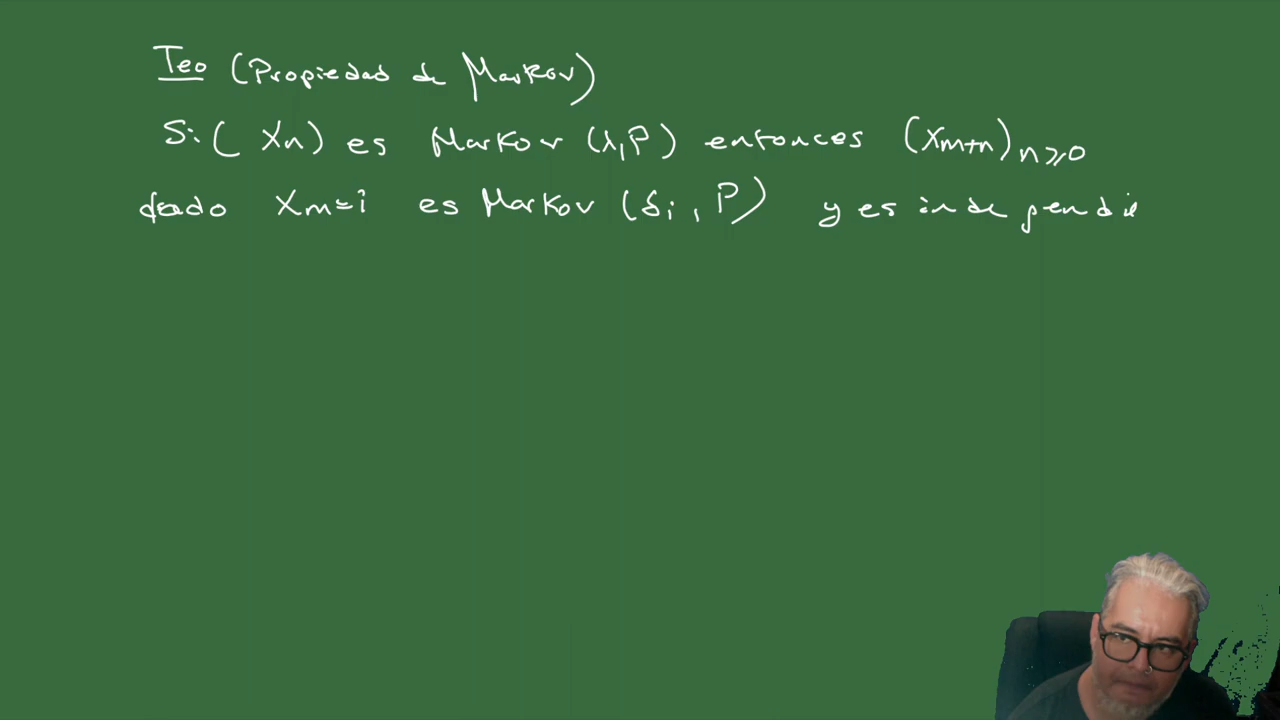 Teo (Propiedad de Markov)
Si (Xn) es Markov (λ,P) entonces (Xm+n)n≥0
dado Xm=i es Markov (δi, P) y es independie